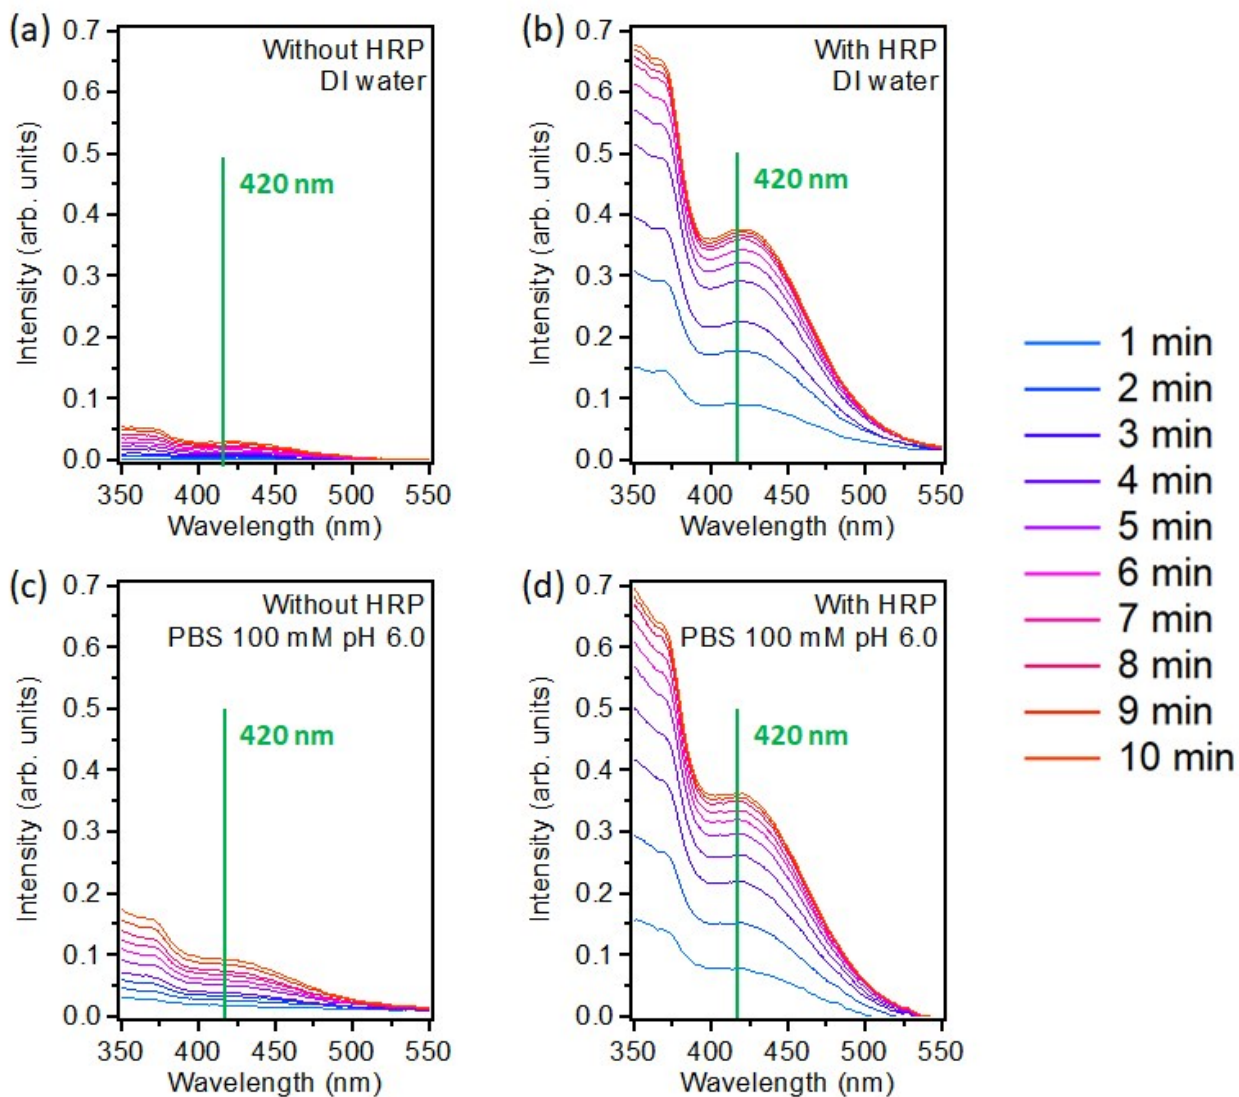 (a)
Without HRP
DI water
420 nm
Intensity (arb. units)
0.7
0.6
0.5
0.4
0.3
0.2
0.1
0.0
350 400 450 500 550
Wavelength (nm)
(b)
With HRP
DI water
420 nm
Intensity (arb. units)
0.7
0.6
0.5
0.4
0.3
0.2
0.1
0.0
350 400 450 500 550
Wavelength (nm)
(c)
Without HRP
PBS 100 mM pH 6.0
420 nm
Intensity (arb. units)
0.7
0.6
0.5
0.4
0.3
0.2
0.1
0.0
350 400 450 500 550
Wavelength (nm)
(d)
With HRP
PBS 100 mM pH 6.0
420 nm
Intensity (arb. units)
0.7
0.6
0.5
0.4
0.3
0.2
0.1
0.0
350 400 450 500 550
Wavelength (nm)
1 min
2 min
3 min
4 min
5 min
6 min
7 min
8 min
9 min
10 min